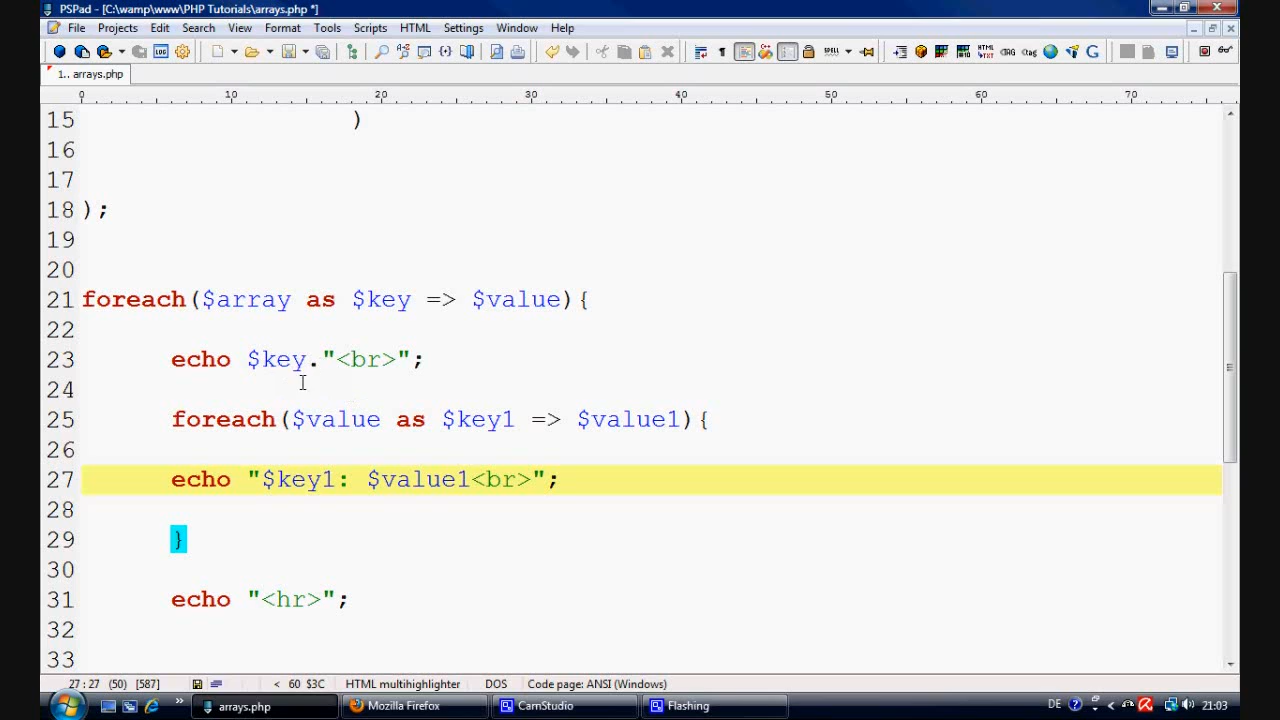 PSPad - [C:\wamp\www\PHP Tutorials\arrays.php *]
File Projects Edit Search View Format Tools Scripts HTML Settings Window Help
1.. arrays.php
0 10 20 30 40 50 60 70
15 )
16
17
18 );
19
20
21 foreach($array as $key => $value){
22
23 echo $key."<br>";
24
25 foreach($value as $key1 => $value1){
26
27 echo "$key1: $value1<br>";
28
29 }
30
31 echo "<hr>";
32
33
27 : 27 (50) [587] < 60 $3C HTML multihighlighter DOS Code page: ANSI (Windows)
arrays.php Mozilla Firefox CamStudio Flashing DE 21:03